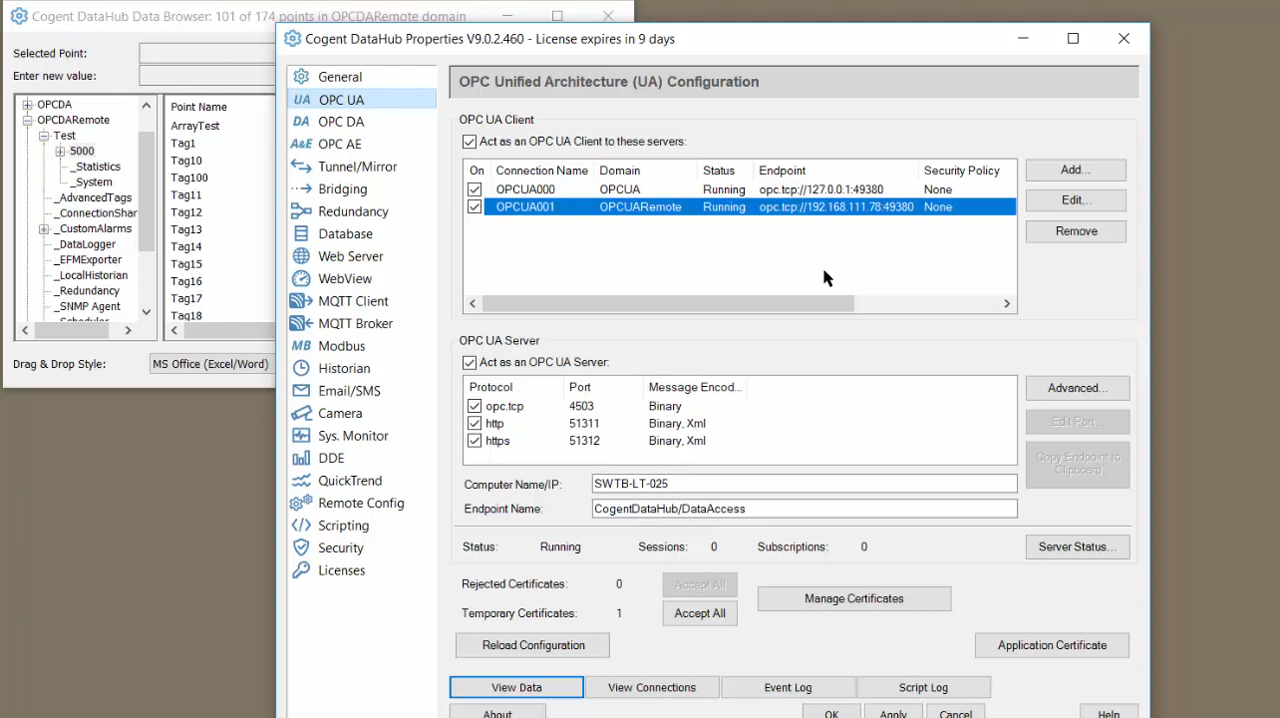 Cogent DataHub Data Browser: 101 of 174 points in OPCDARemote domain
Selected Point:
Enter new value:
OPCDA
OPCDARemote
Test
5000
_Statistics
_System
_AdvancedTags
_ConnectionShar
_CustomAlarms
_DataLogger
_EFMExporter
_LocalHistorian
_Redundancy
_SNMP Agent
Point Name
ArrayTest
Tag1
Tag10
Tag100
Tag11
Tag12
Tag13
Tag14
Tag15
Tag16
Tag17
Tag18
Drag & Drop Style: MS Office (Excel/Word)
Cogent DataHub Properties V9.0.2.460 - License expires in 9 days
General
UA OPC UA
DA OPC DA
A&E OPC AE
Tunnel/Mirror
Bridging
Redundancy
Database
Web Server
WebView
MQTT Client
MQTT Broker
MB Modbus
Historian
Email/SMS
Camera
Sys. Monitor
DDE
QuickTrend
Remote Config
Scripting
Security
Licenses
OPC Unified Architecture (UA) Configuration
OPC UA Client
Act as an OPC UA Client to these servers:
On Connection Name Domain Status Endpoint Security Policy
OPCUA000 OPCUA Running opc.tcp://127.0.0.1:49380 None
OPCUA001 OPCUARemote Running opc.tcp://192.168.111.78:49380 None
Add...
Edit...
Remove
OPC UA Server
Act as an OPC UA Server:
Protocol Port Message Encod...
opc.tcp 4503 Binary
http 51311 Binary, Xml
https 51312 Binary, Xml
Advanced...
Edit Port...
Copy Endpoint to
Clipboard
Computer Name/IP: SWTB-LT-025
Endpoint Name: CogentDataHub/DataAccess
Status: Running Sessions: 0 Subscriptions: 0 Server Status...
Rejected Certificates: 0 Accept All
Temporary Certificates: 1 Accept All
Manage Certificates
Reload Configuration Application Certificate
View Data View Connections Event Log Script Log
About OK Apply Cancel Help